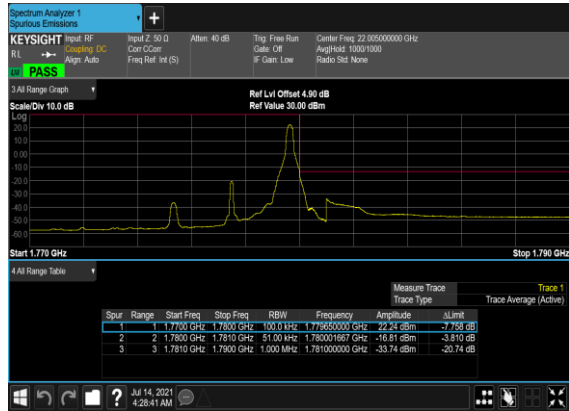 Spectrum Analyzer 1
Spurious Emissions
KEYSIGHT Input: RF Input Z: 50 Ω Atten: 40 dB Trig: Free Run Center Freq: 22.005000000 GHz
RL Coupling: DC Corr CCorr Gate: Off Avg|Hold: 1000/1000
Align: Auto Freq Ref: Int (S) IF Gain: Low Radio Std: None
PASS
3 All Range Graph
Ref Lvl Offset 4.90 dB
Scale/Div 10.0 dB Ref Value 30.00 dBm
Log
20.0
10.0
0.00
-10.0
-20.0
-30.0
-40.0
-50.0
-60.0
Start 1.770 GHz Stop 1.790 GHz
4 All Range Table
Measure Trace Trace 1
Trace Type Trace Average (Active)
Spur Range Start Freq Stop Freq RBW Frequency Amplitude ΔLimit
1 1 1.7700 GHz 1.7800 GHz 100.0 kHz 1.779650000 GHz 22.24 dBm -7.758 dB
2 2 1.7800 GHz 1.7810 GHz 51.00 kHz 1.780001667 GHz -16.81 dBm -3.810 dB
3 3 1.7810 GHz 1.7900 GHz 1.000 MHz 1.781000000 GHz -33.74 dBm -20.74 dB
Jul 14, 2021
4:28:41 AM